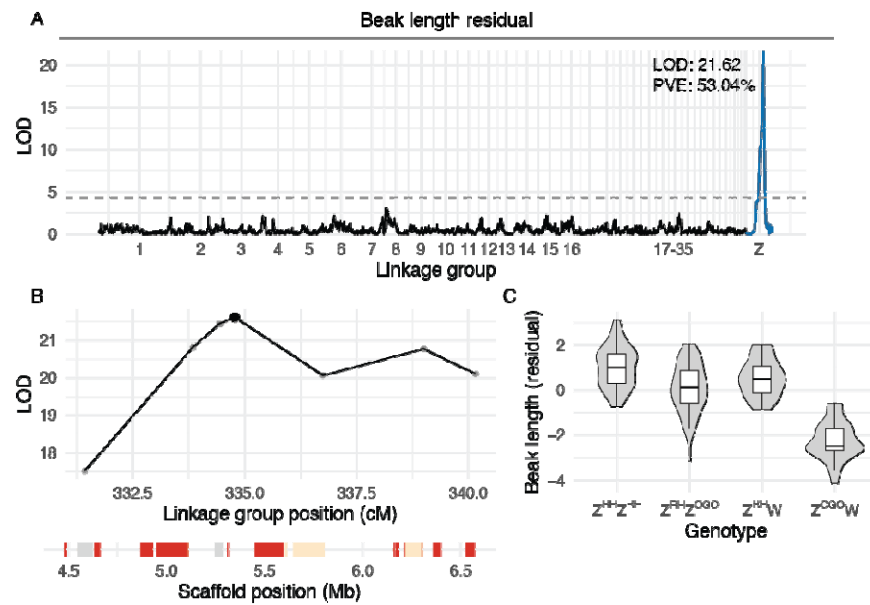 A
Beak length residual
LOD: 21.62
PVE: 53.04%
20
15
10
5
0
LOD
1 2 3 4 5 6 7 8 9 10 11 12 13 14 15 16 17-35 Z
Linkage group
B
21
20
19
18
LOD
332.5 335.0 337.5 340.0
Linkage group position (cM)
4.5 5.0 5.5 6.0 6.5
Scaffold position (Mb)
C
2
0
-2
-4
Beak length (residual)
Z^RH W Z^DGD W
Genotype